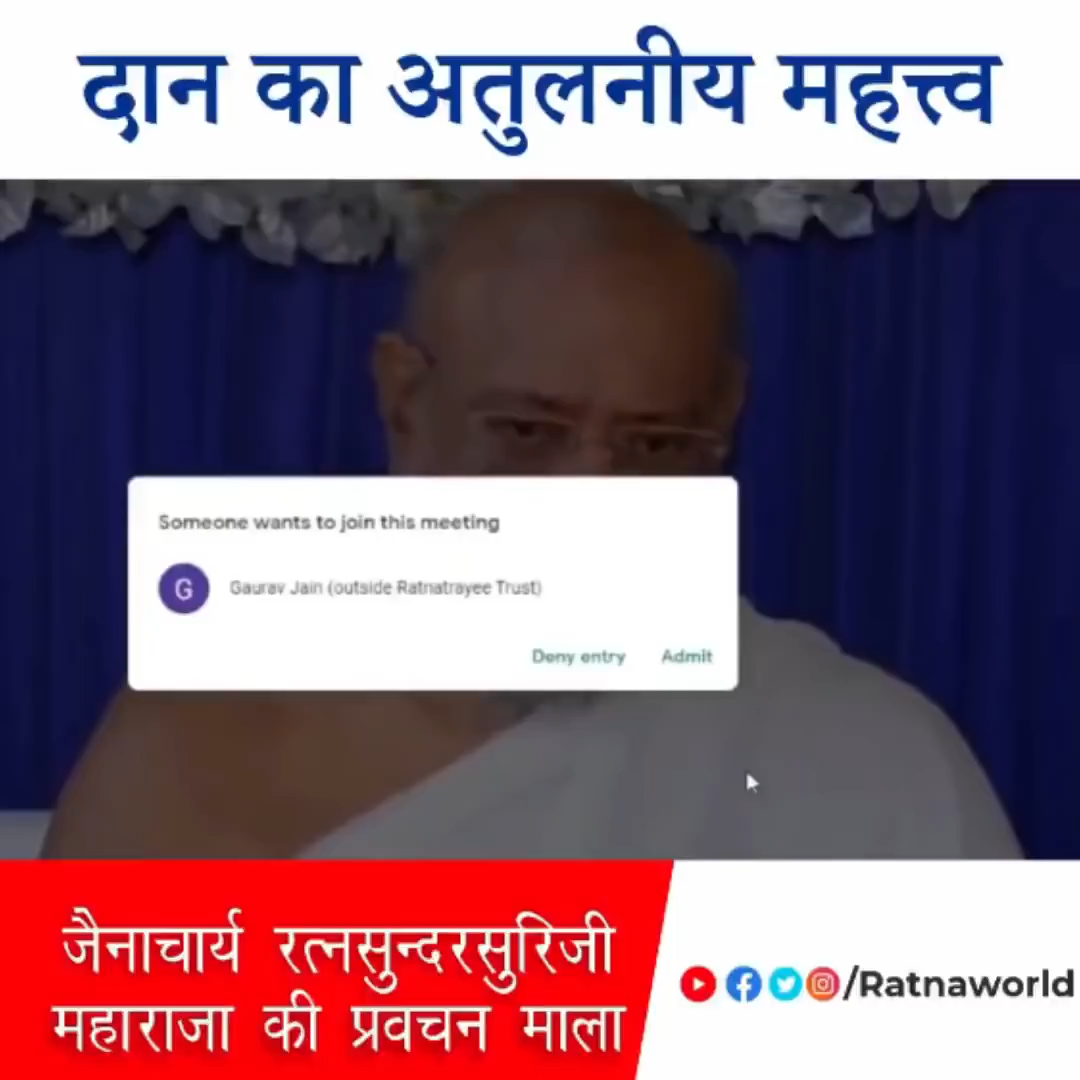 दान का अतुलनीय महत्त्व
Someone wants to join this meeting
G
Gaurav Jain (outside Ratnatrayee Trust)
Deny entry Admit
जैनाचार्य रत्नसुन्दरसुरिजी
महाराजा की प्रवचन माला
/Ratnaworld